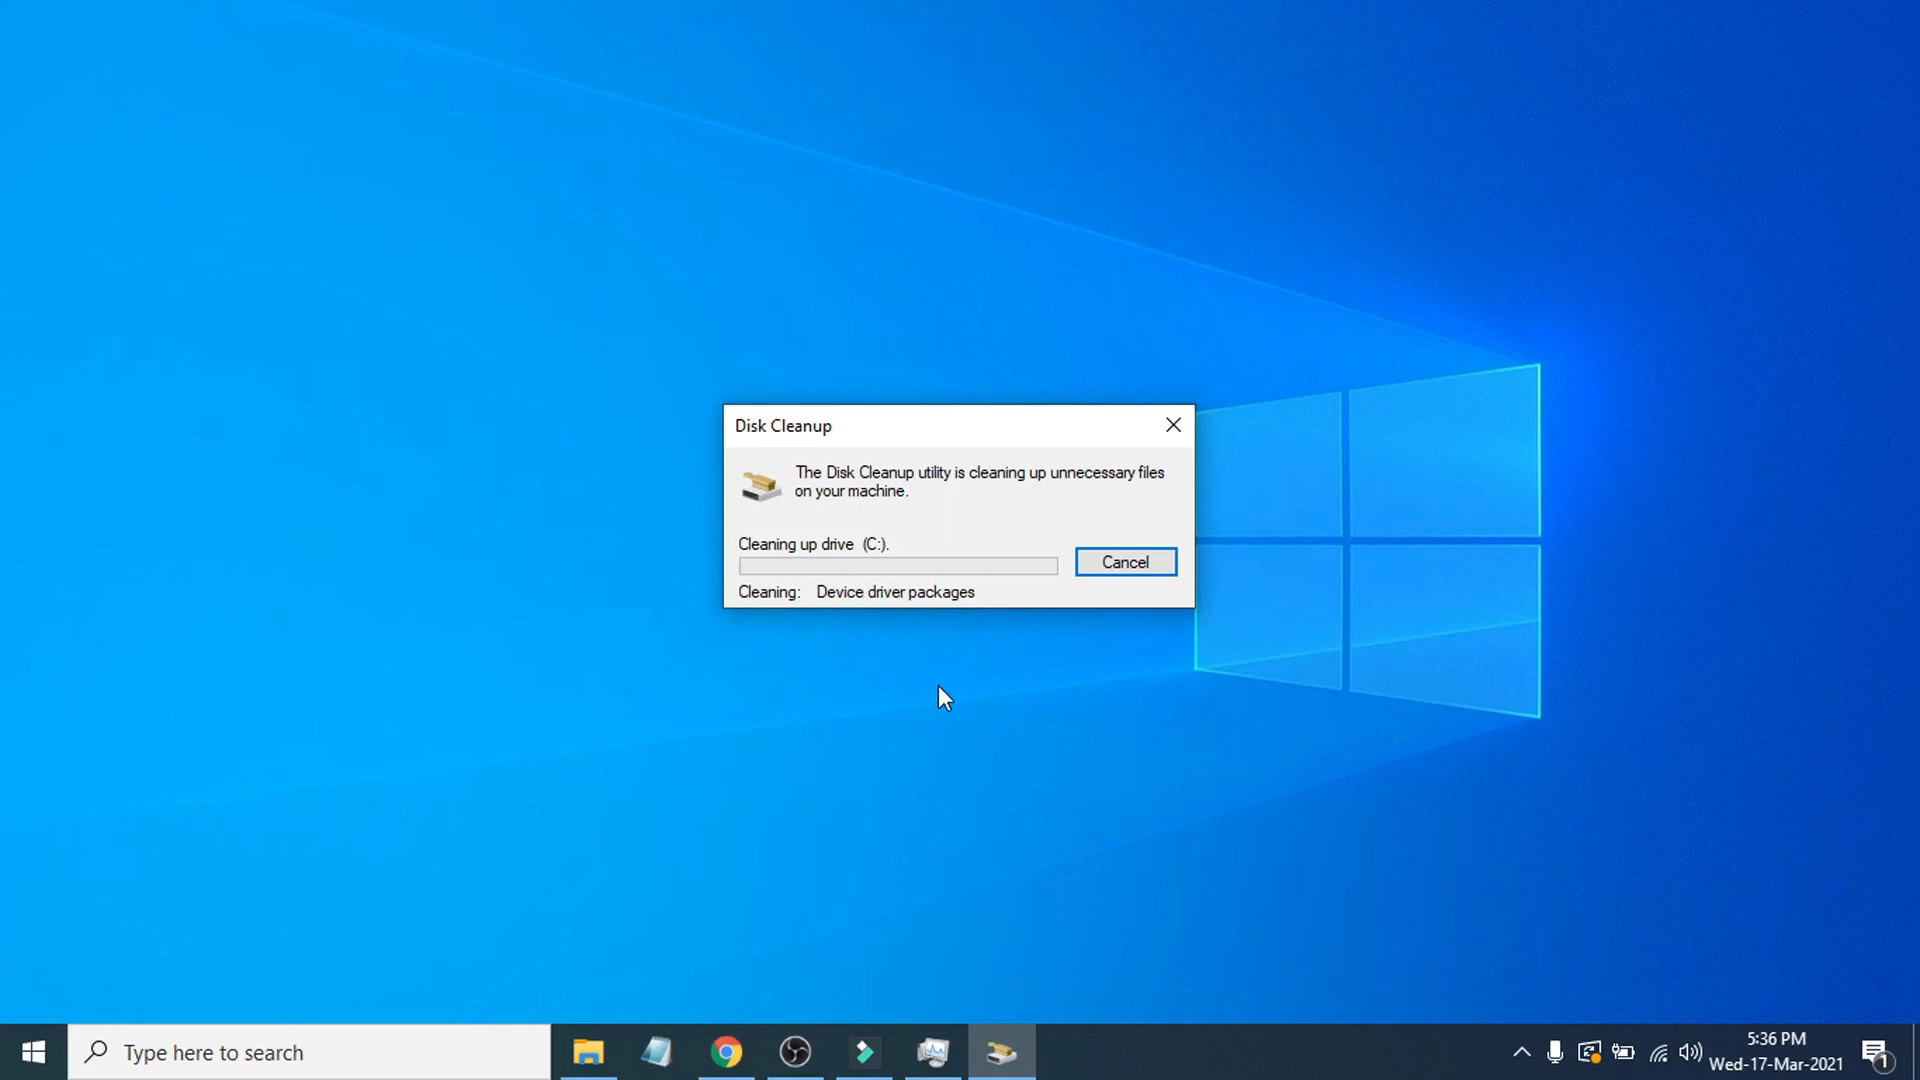 Disk Cleanup
The Disk Cleanup utility is cleaning up unnecessary files
on your machine.
Cleaning up drive (C:).
Cancel
Cleaning: Device driver packages
Type here to search
5:36 PM
Wed-17-Mar-2021
1